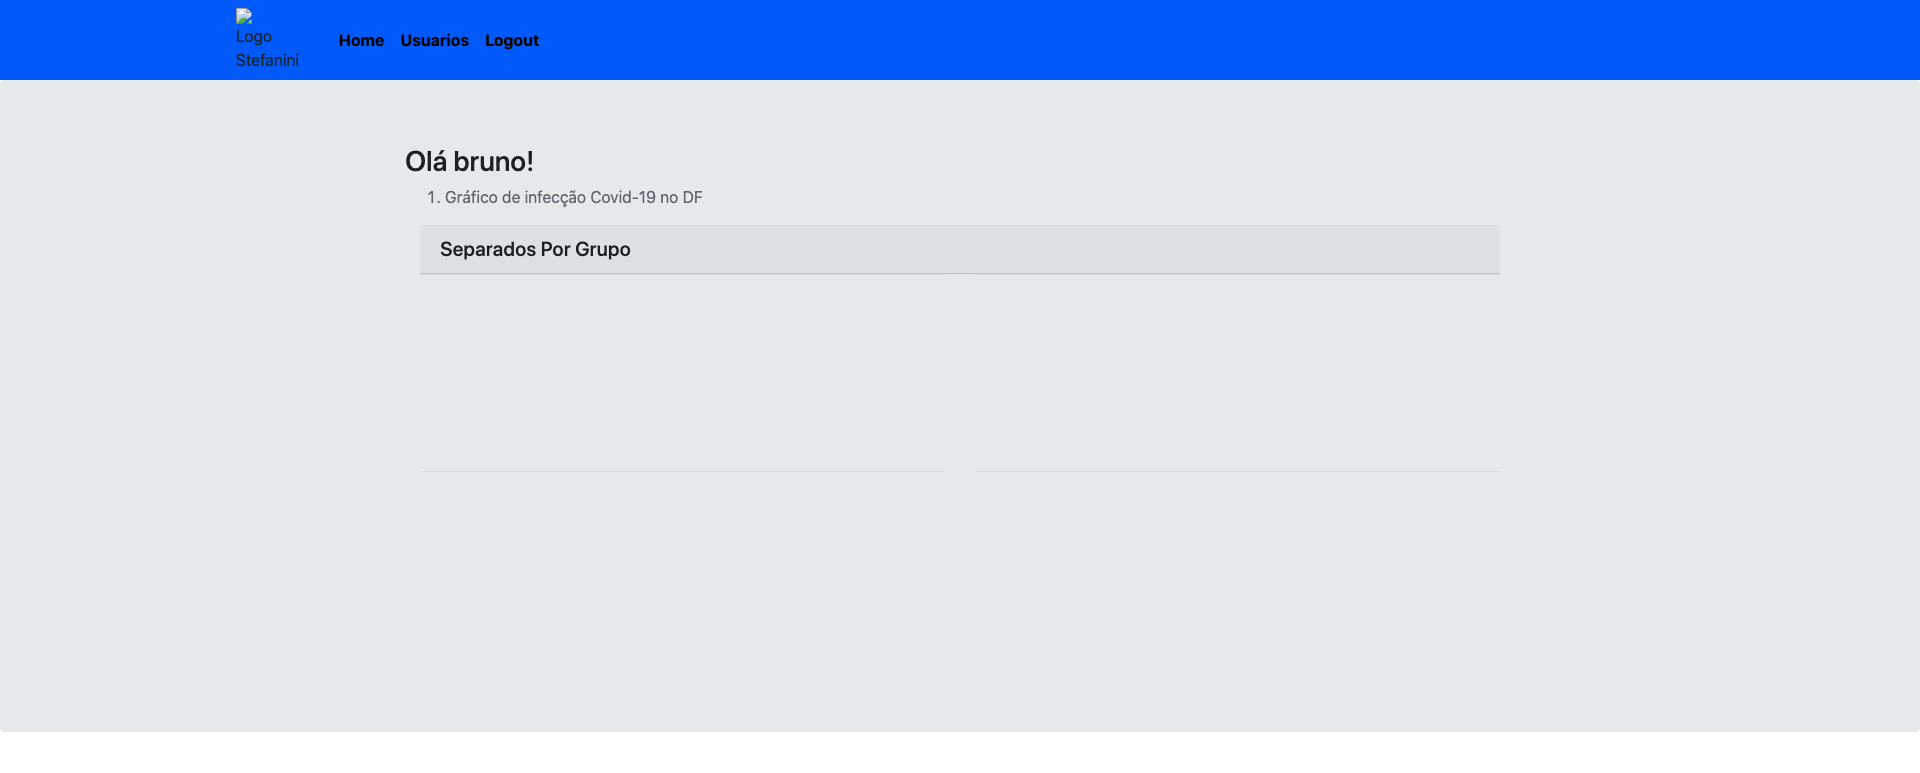 Logo
Stefanini
Home Usuarios Logout
Olá bruno!
1. Gráfico de infecção Covid-19 no DF
Separados Por Grupo